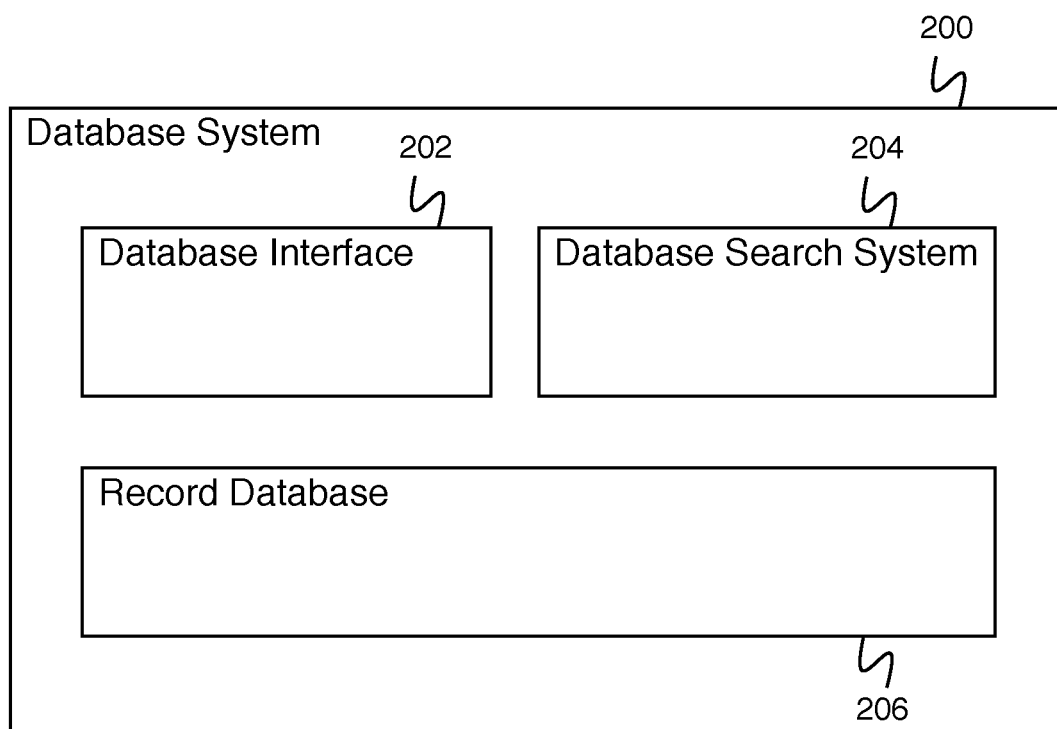 200
Database System
202
204
Database Interface
Database Search System
Record Database
206